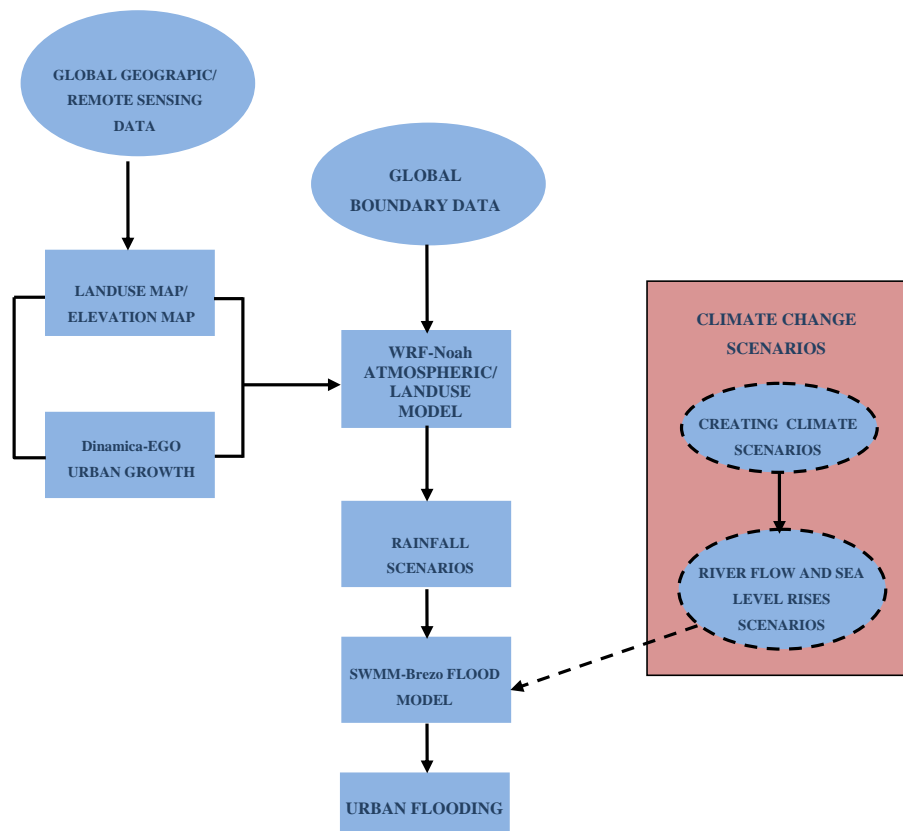 GLOBAL GEOGRAPIC/
REMOTE SENSING
DATA
GLOBAL
BOUNDARY DATA
LANDUSE MAP/
ELEVATION MAP
Dinamica-EGO
URBAN GROWTH
WRF-Noah
ATMOSPHERIC/
LANDUSE
MODEL
RAINFALL
SCENARIOS
SWMM-Brezo FLOOD
MODEL
URBAN FLOODING
CLIMATE CHANGE
SCENARIOS
CREATING CLIMATE
SCENARIOS
RIVER FLOW AND SEA
LEVEL RISES
SCENARIOS